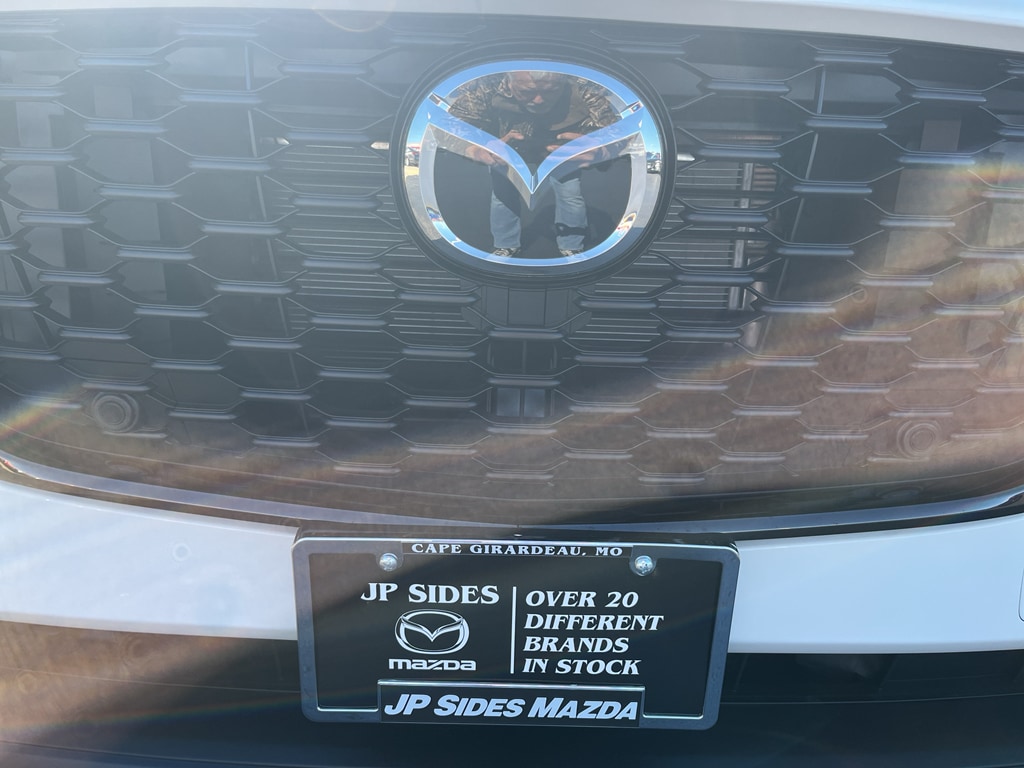 CAPE GIRARDEAU, MO
JP SIDES
mazda
OVER 20
DIFFERENT
BRANDS
IN STOCK
JP SIDES MAZDA